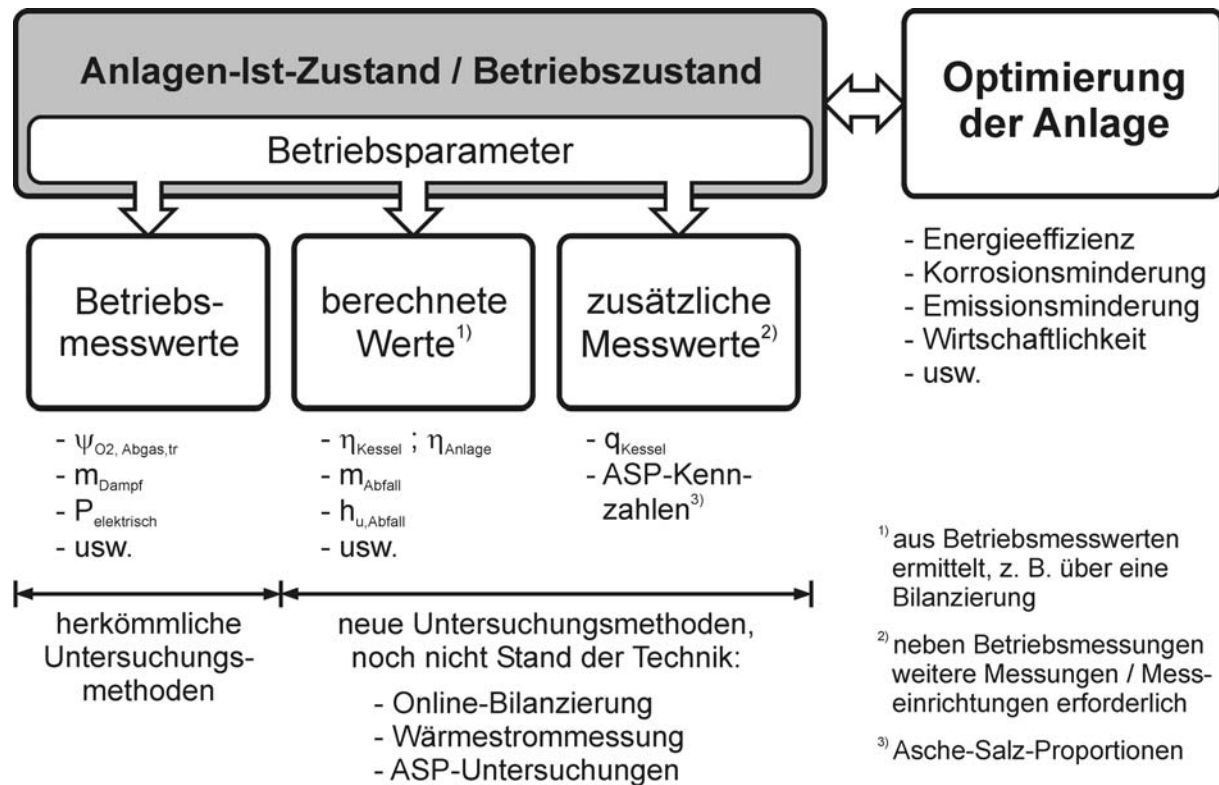 Anlagen-Ist-Zustand / Betriebszustand
Betriebsparameter
Optimierung
der Anlage
- Energieeffizienz
- Korrosionsminderung
- Emissionsminderung
- Wirtschaftlichkeit
- usw.
Betriebs-
messwerte
- ψO2, Abgas,tr
- mDampf
- Pelektrisch
- usw.
berechnete
Werte1)
- ηKessel ; ηAnlage
- mAbfall
- hu,Abfall
- usw.
zusätzliche
Messwerte2)
- qKessel
- ASP-Kenn-
zahlen3)
herkömmliche
Untersuchungs-
methoden
neue Untersuchungsmethoden,
noch nicht Stand der Technik:
- Online-Bilanzierung
- Wärmestrommessung
- ASP-Untersuchungen
1) aus Betriebsmesswerten
ermittelt, z. B. über eine
Bilanzierung
2) neben Betriebsmessungen
weitere Messungen / Mess-
einrichtungen erforderlich
3) Asche-Salz-Proportionen